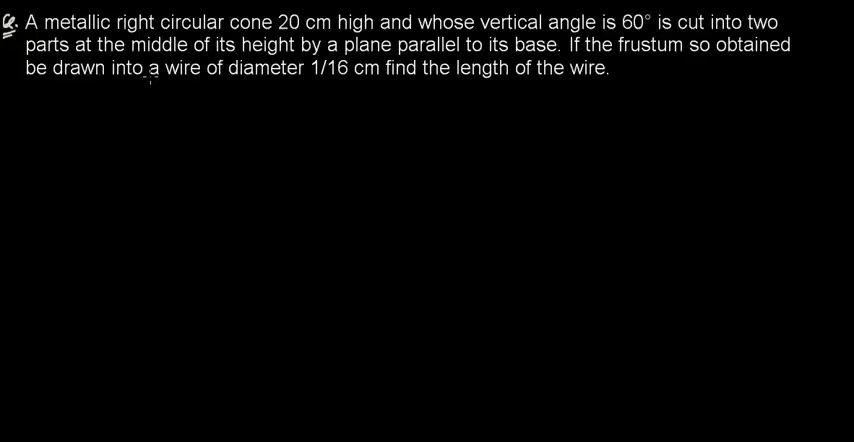 Q. A metallic right circular cone 20 cm high and whose vertical angle is 60° is cut into two
parts at the middle of its height by a plane parallel to its base. If the frustum so obtained
be drawn into a wire of diameter 1/16 cm find the length of the wire.